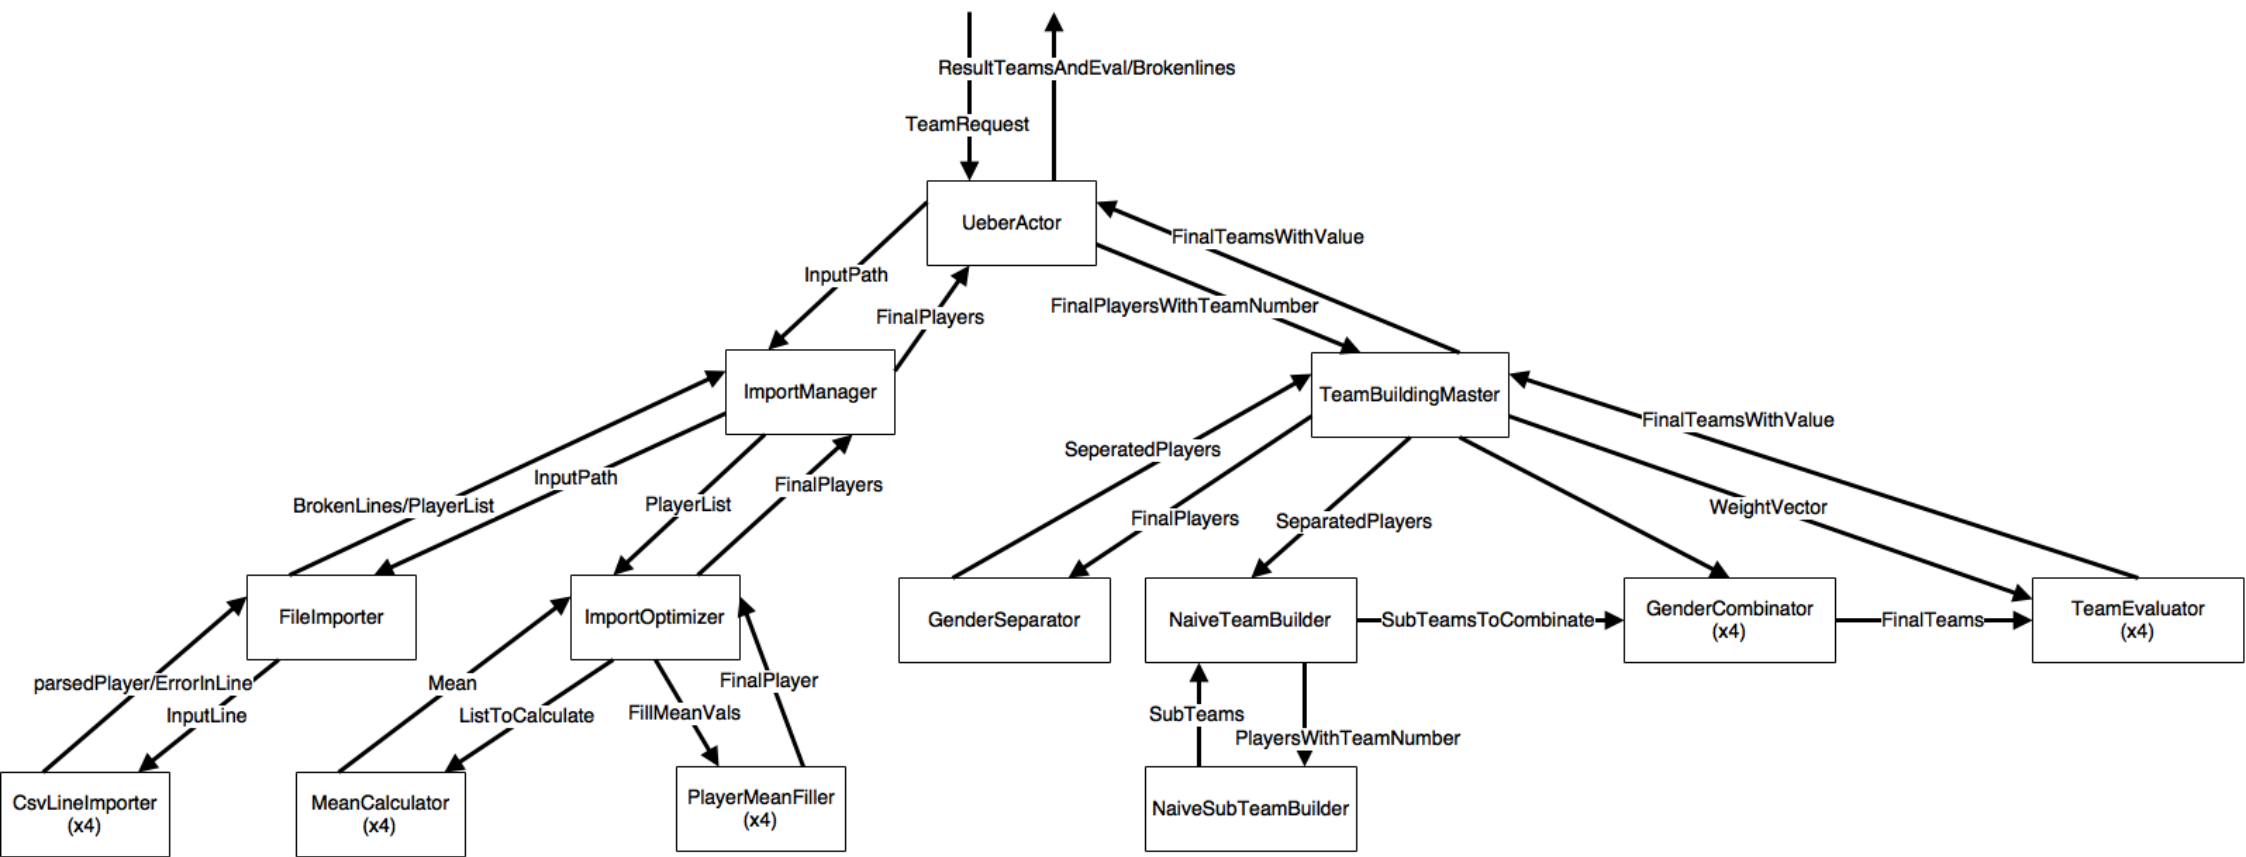 ResultTeamsAndEval/Brokenlines
TeamRequest
UeberActor
FinalTeamsWithValue
InputPath
FinalPlayersWithTeamNumber
FinalPlayers
ImportManager
TeamBuildingMaster
FinalTeamsWithValue
SeperatedPlayers
InputPath
FinalPlayers
BrokenLines/PlayerList
PlayerList
WeightVector
FinalPlayers
SeparatedPlayers
FileImporter
ImportOptimizer
GenderSeparator
NaiveTeamBuilder
SubTeamsToCombinate
GenderCombinator
(x4)
FinalTeams
TeamEvaluator
(x4)
parsedPlayer/ErrorInLine
Mean
FinalPlayer
InputLine
ListToCalculate
FillMeanVals
SubTeams
PlayersWithTeamNumber
CsvLineImporter
(x4)
MeanCalculator
(x4)
PlayerMeanFiller
(x4)
NaiveSubTeamBuilder